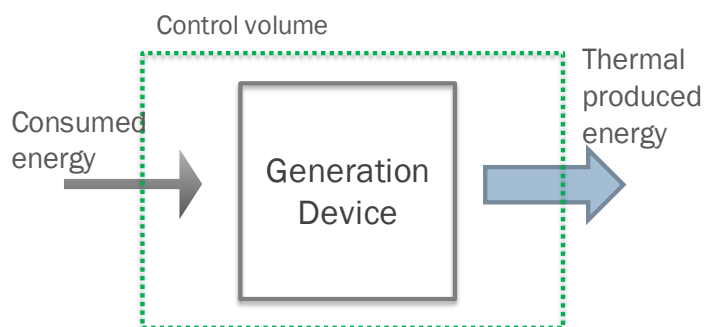 Control volume
Thermal
produced
energy
Consumed
energy
Generation
Device